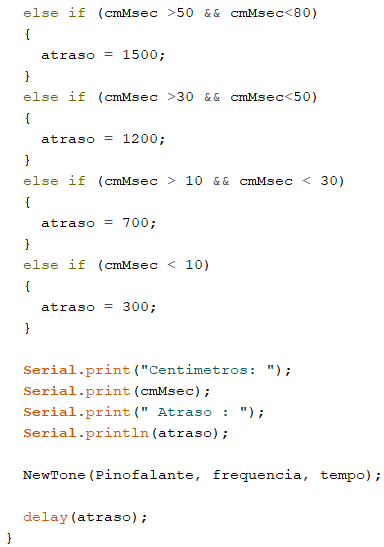 else if (cmMsec >50 && cmMsec<80)
{
atraso = 1500;
}
else if (cmMsec >30 && cmMsec<50)
{
atraso = 1200;
}
else if (cmMsec > 10 && cmMsec < 30)
{
atraso = 700;
}
else if (cmMsec < 10)
{
atraso = 300;
}
Serial.print("Centimetros: ");
Serial.print(cmMsec);
Serial.print(" Atraso : ");
Serial.println(atraso);
NewTone(Pinofalante, frequencia, tempo);
delay(atraso);
}